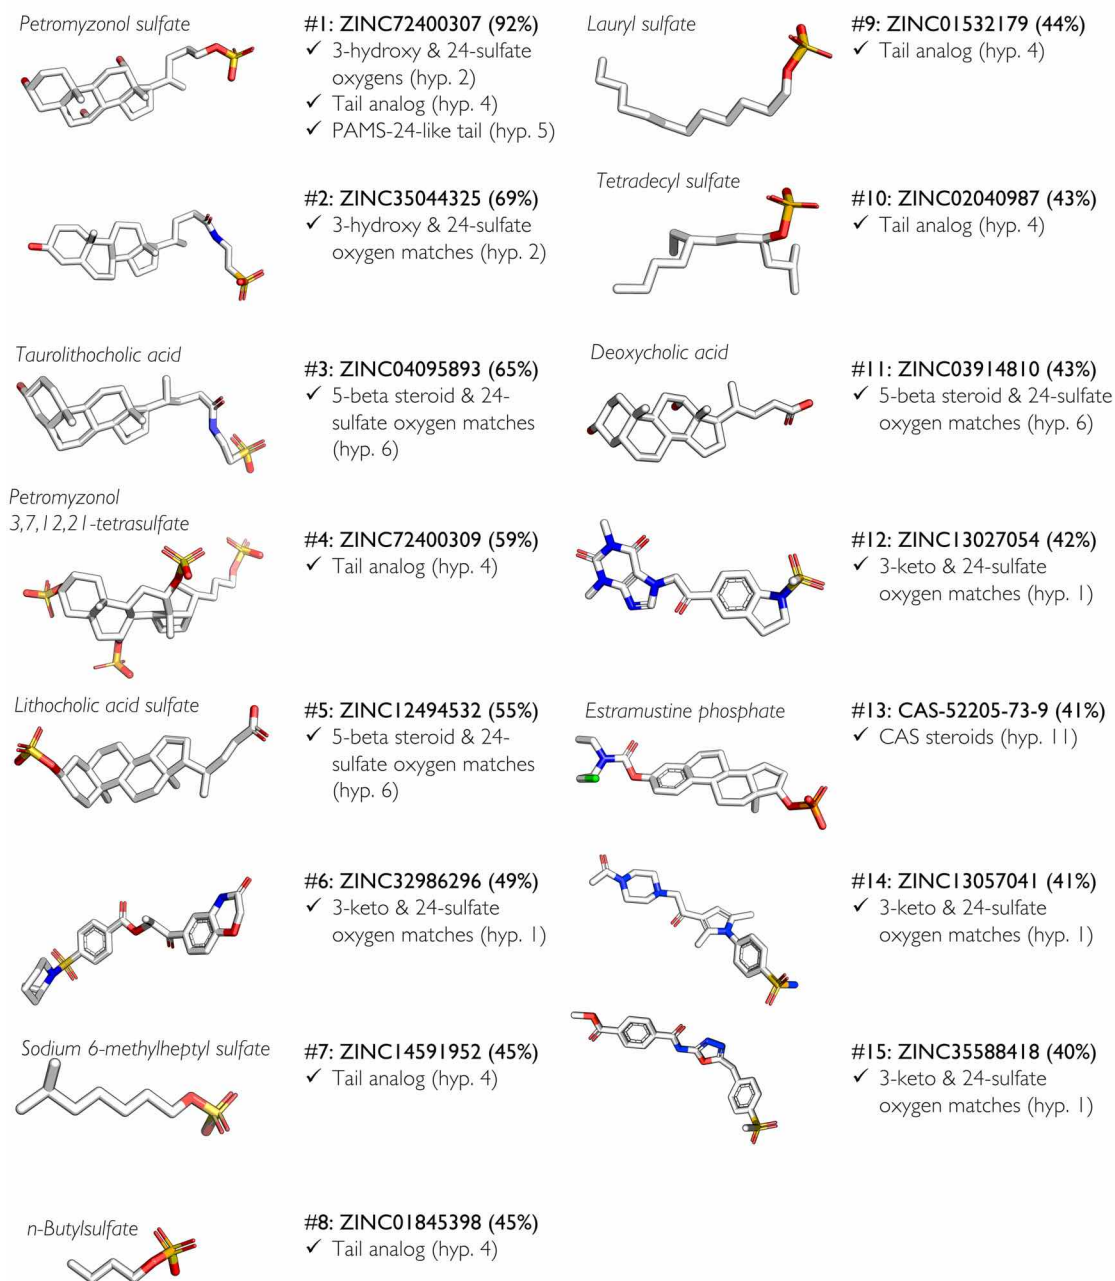 Petromyzonol sulfate
#1: ZINC72400307 (92%)
✓ 3-hydroxy & 24-sulfate
oxygens (hyp. 2)
✓ Tail analog (hyp. 4)
✓ PAMS-24-like tail (hyp. 5)
#2: ZINC35044325 (69%)
✓ 3-hydroxy & 24-sulfate
oxygen matches (hyp. 2)
Taurolithocholic acid
#3: ZINC04095893 (65%)
✓ 5-beta steroid & 24-
sulfate oxygen matches
(hyp. 6)
Petromyzonol
3,7,12,21-tetrasulfate
#4: ZINC72400309 (59%)
✓ Tail analog (hyp. 4)
Lithocholic acid sulfate
#5: ZINC12494532 (55%)
✓ 5-beta steroid & 24-
sulfate oxygen matches
(hyp. 6)
#6: ZINC32986296 (49%)
✓ 3-keto & 24-sulfate
oxygen matches (hyp. 1)
Sodium 6-methylheptyl sulfate
#7: ZINC14591952 (45%)
✓ Tail analog (hyp. 4)
n-Butylsulfate
#8: ZINC01845398 (45%)
✓ Tail analog (hyp. 4)
Lauryl sulfate
#9: ZINC01532179 (44%)
✓ Tail analog (hyp. 4)
Tetradecyl sulfate
#10: ZINC02040987 (43%)
✓ Tail analog (hyp. 4)
Deoxycholic acid
#11: ZINC03914810 (43%)
✓ 5-beta steroid & 24-sulfate
oxygen matches (hyp. 6)
#12: ZINC13027054 (42%)
✓ 3-keto & 24-sulfate
oxygen matches (hyp. 1)
Estramustine phosphate
#13: CAS-52205-73-9 (41%)
✓ CAS steroids (hyp. 11)
#14: ZINC13057041 (41%)
✓ 3-keto & 24-sulfate
oxygen matches (hyp. 1)
#15: ZINC35588418 (40%)
✓ 3-keto & 24-sulfate
oxygen matches (hyp. 1)